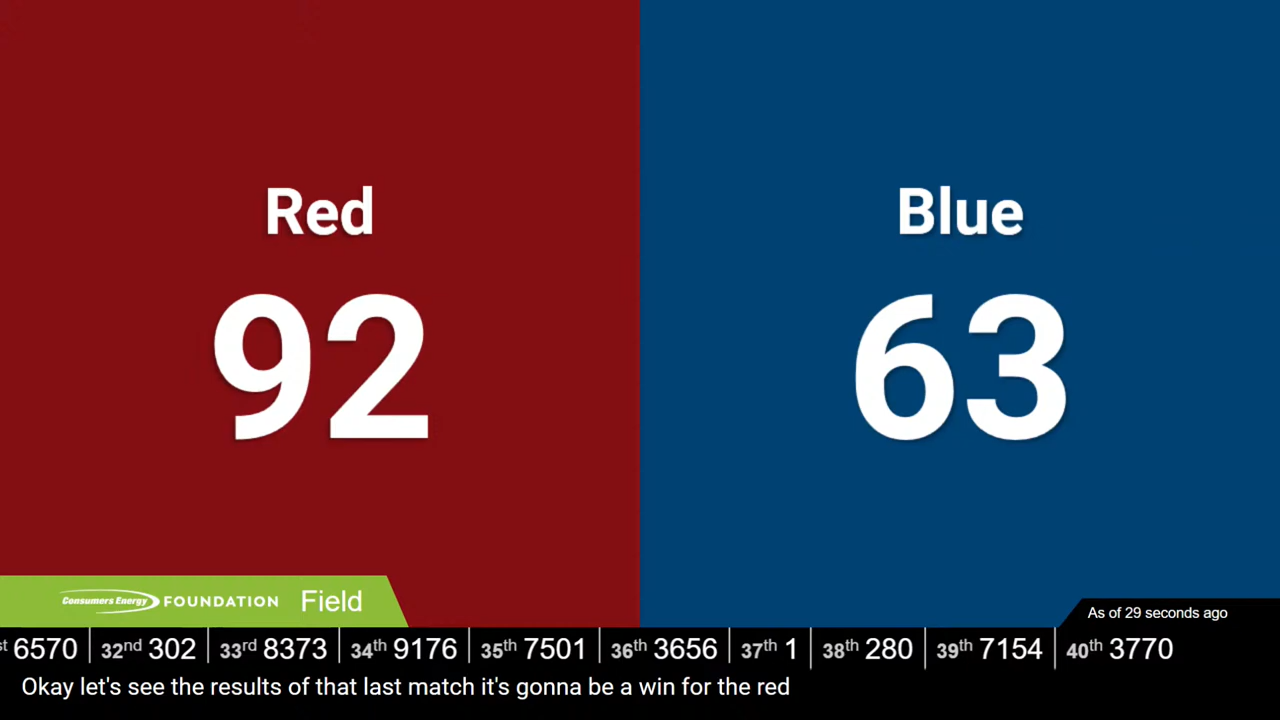 Red
Blue
92
63
Consumers Energy FOUNDATION Field
As of 29 seconds ago
st 6570 32nd 302 33rd 8373 34th 9176 35th 7501 36th 3656 37th 1 38th 280 39th 7154 40th 3770
Okay let's see the results of that last match it's gonna be a win for the red